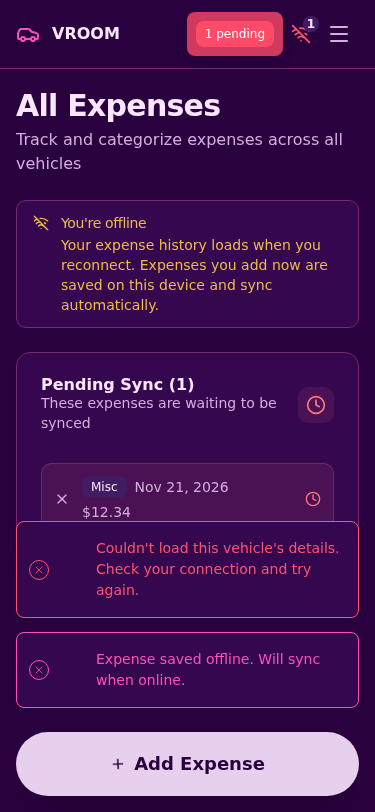 VROOM
1 pending
1
All Expenses
Track and categorize expenses across all
vehicles
You're offline
Your expense history loads when you
reconnect. Expenses you add now are
saved on this device and sync
automatically.
Pending Sync (1)
These expenses are waiting to be
synced
Misc Nov 21, 2026
$12.34
Couldn't load this vehicle's details.
Check your connection and try
again.
Expense saved offline. Will sync
when online.
+ Add Expense